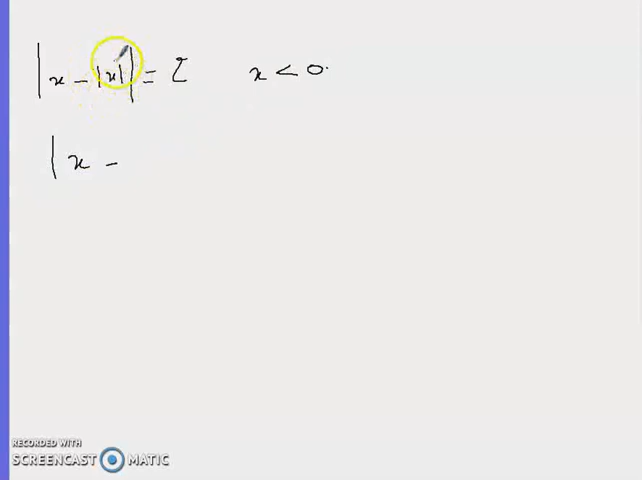 |x - |x|| = 2 x < 0
|x -
RECORDED WITH
SCREENCAST MATIC